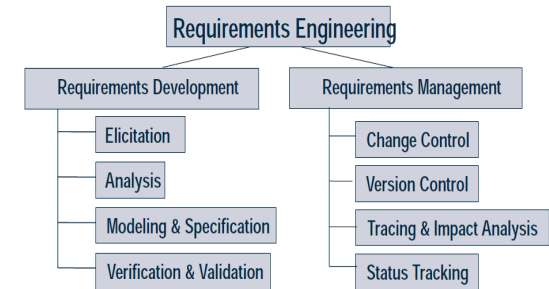 Requirements Engineering
Requirements Development
Elicitation
Analysis
Modeling & Specification
Verification & Validation
Requirements Management
Change Control
Version Control
Tracing & Impact Analysis
Status Tracking